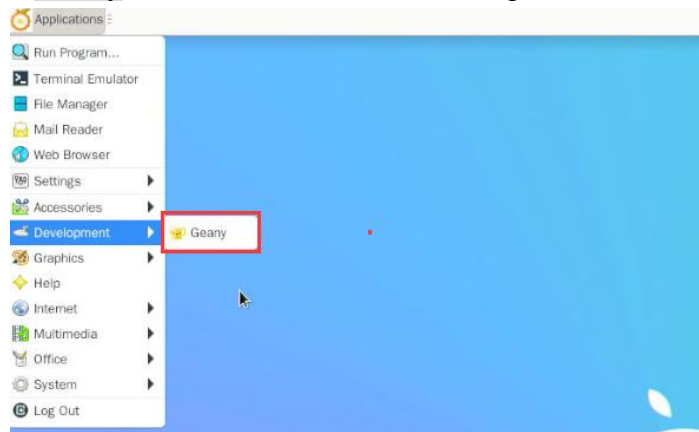 Applications
Run Program...
Terminal Emulator
File Manager
Mail Reader
Web Browser
Settings
Accessories
Development
Geany
Graphics
Help
Internet
Multimedia
Office
System
Log Out